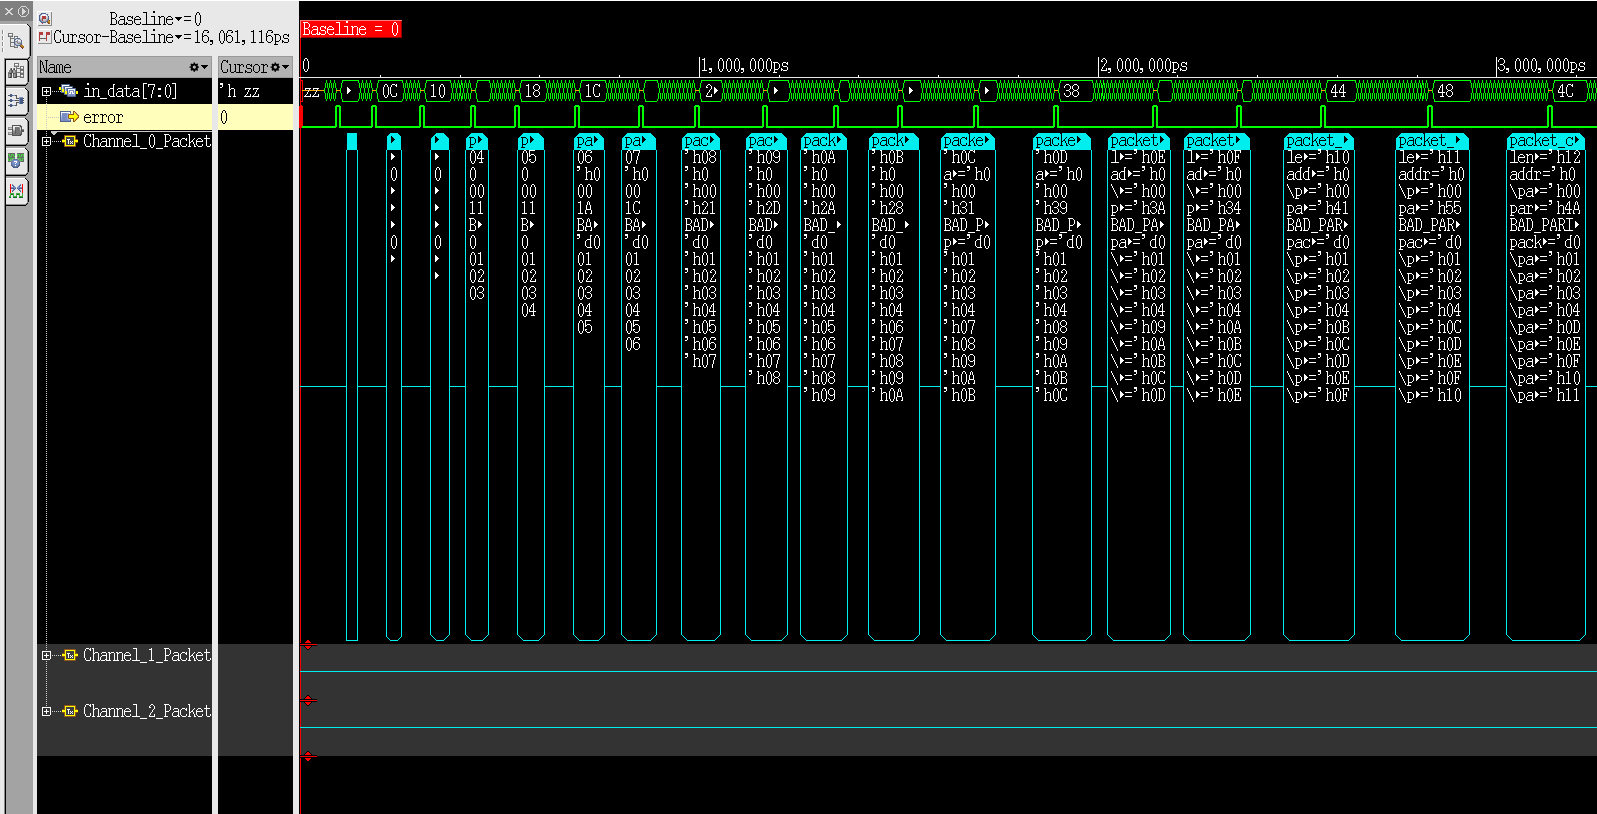 Baseline=0
Cursor-Baseline=16,061,116ps
Baseline = 0
Name Cursor
0 1,000,000ps 2,000,000ps 3,000,000ps
in_data[7:0] 'h zz zz 0C 10 18 1C 2 38 44 48 4C
error 0
Channel_0_Packet p p pa pa pac pac pack pack packe packe packet packet packet_ packet_ packet_c
04 05 06 07 'h08 'h09 'h0A 'h0B 'h0C 'h0D l='h0E l='h0F le='h10 le='h11 len='h12
0 0 0 0 'h0 'h0 'h0 'h0 'h0 'h0 a='h0 a='h0 ad='h0 ad='h0 add='h0 addr='h0 addr='h0
00 00 00 00 'h00 'h00 'h00 'h00 'h00 'h00 \='h00 \='h00 \p='h00 \p='h00 \pa='h00
11 11 1A 1C 'h21 'h2D 'h2A 'h28 'h31 'h39 p='h3A p='h34 pa='h41 pa='h55 par='h4A
B B BA BA BAD BAD BAD_ BAD_ BAD_P BAD_P BAD_PA BAD_PA BAD_PAR BAD_PAR BAD_PARI
0 0 0 0 'd0 'd0 'd0 'd0 'd0 'd0 p='d0 p='d0 pa='d0 pa='d0 pac='d0 pac='d0 pack='d0
01 01 01 01 'h01 'h01 'h01 'h01 'h01 'h01 \='h01 \='h01 \p='h01 \p='h01 \pa='h01
02 02 02 02 'h02 'h02 'h02 'h02 'h02 'h02 \='h02 \='h02 \p='h02 \p='h02 \pa='h02
03 03 03 03 'h03 'h03 'h03 'h03 'h03 'h03 \='h03 \='h03 \p='h03 \p='h03 \pa='h03
04 04 04 'h04 'h04 'h04 'h04 'h04 'h04 \='h04 \='h04 \p='h04 \p='h04 \pa='h04
05 05 'h05 'h05 'h05 'h06 'h07 'h08 \='h09 \='h0A \p='h0B \p='h0C \pa='h0D
06 'h06 'h06 'h06 'h07 'h08 'h09 \='h0A \='h0B \p='h0C \p='h0D \pa='h0E
'h07 'h07 'h07 'h08 'h09 'h0A \='h0B \='h0C \p='h0D \p='h0E \pa='h0F
'h08 'h08 'h09 'h0A 'h0B \='h0C \='h0D \p='h0E \p='h0F \pa='h10
'h09 'h0A 'h0B 'h0C \='h0D \='h0E \p='h0F \p='h10 \pa='h11
Channel_1_Packet
Channel_2_Packet